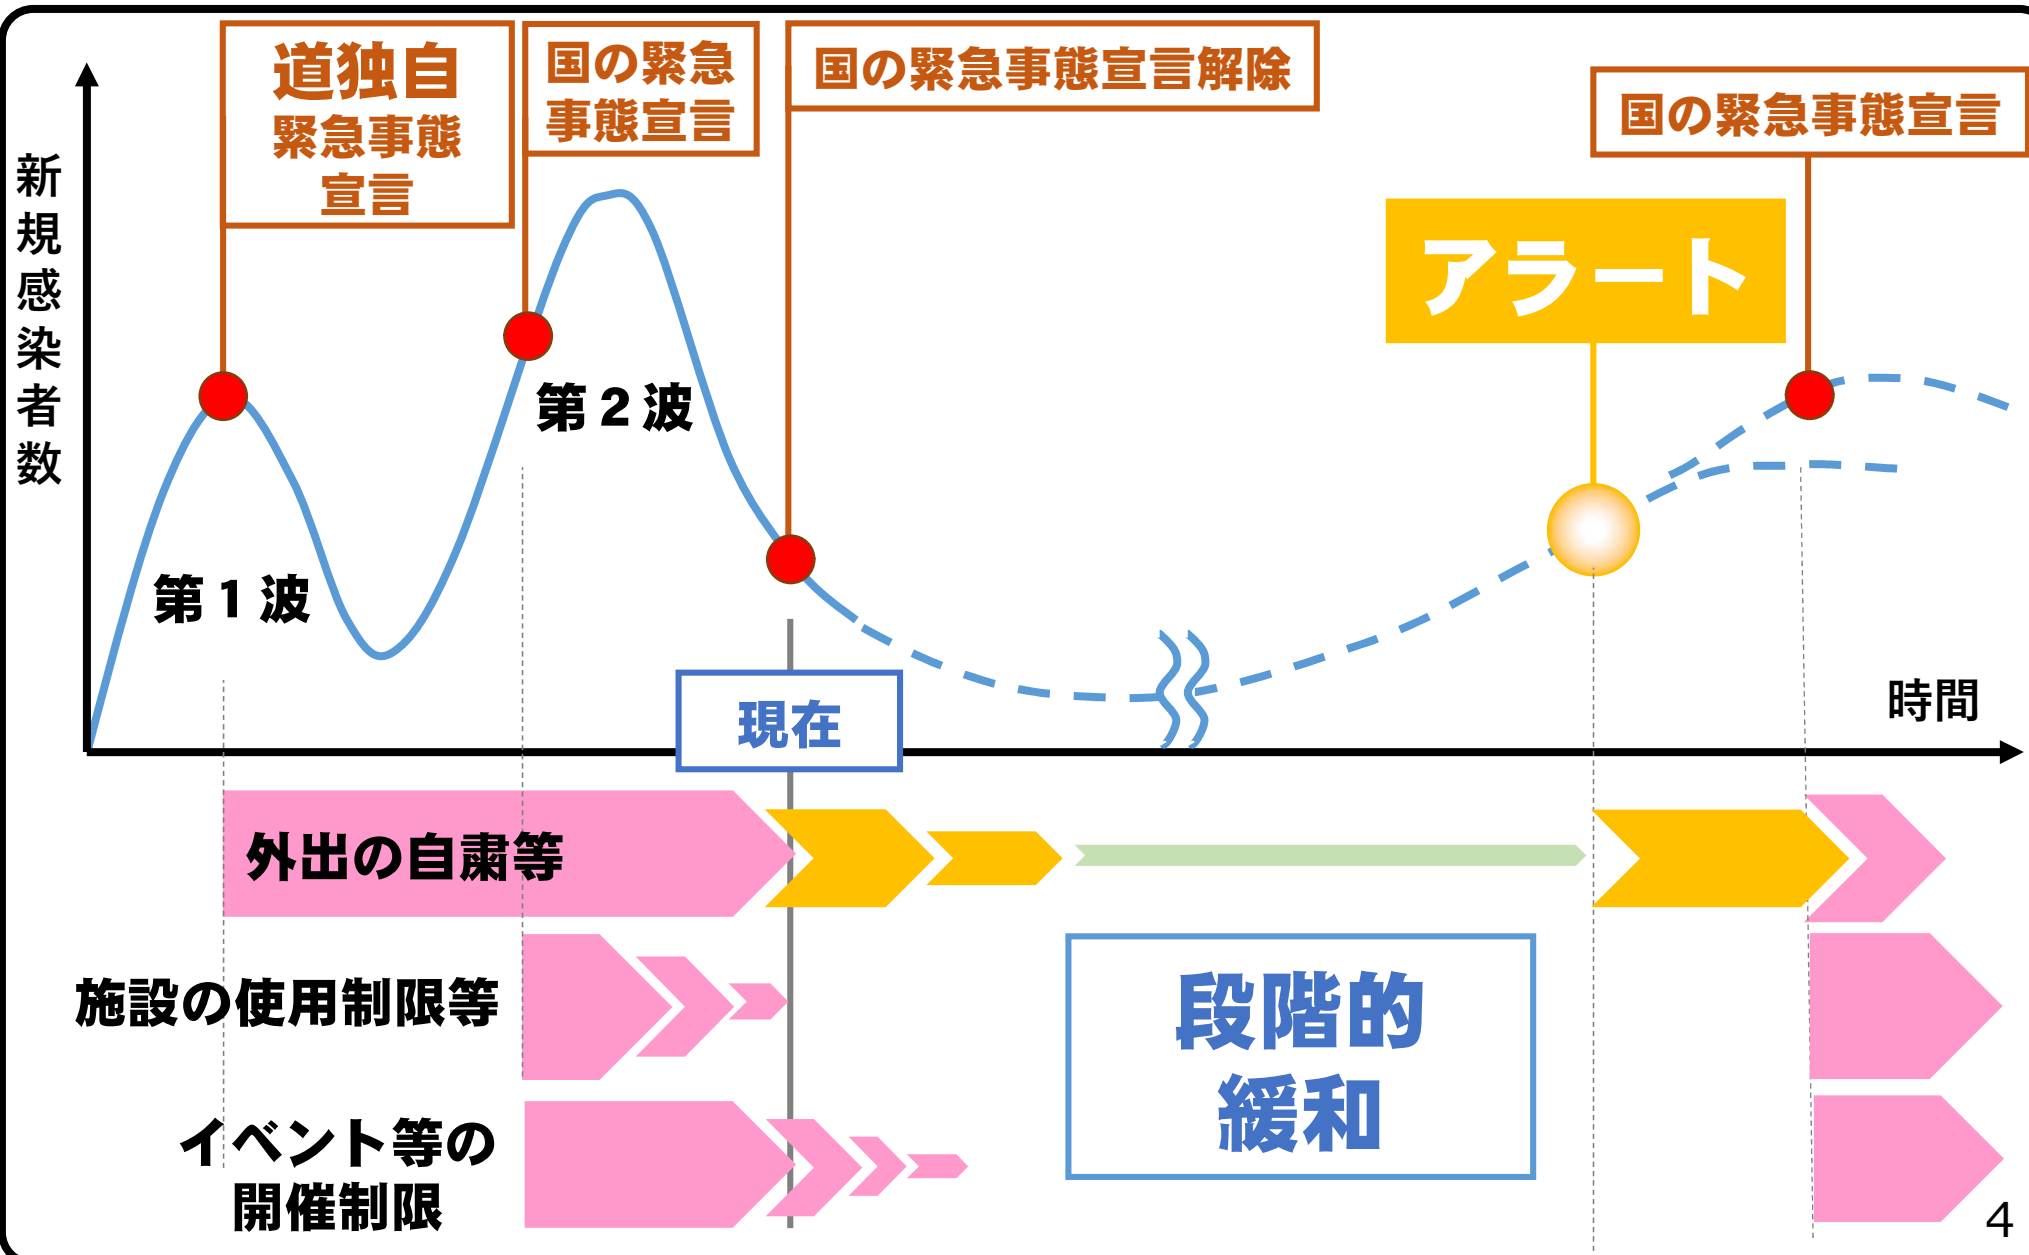 道独自
緊急事態
宣言
国の緊急
事態宣言
国の緊急事態宣言解除
国の緊急事態宣言
アラート
新規感染者数
第２波
第１波
現在
時間
外出の自粛等
施設の使用制限等
イベント等の
開催制限
段階的
緩和
4